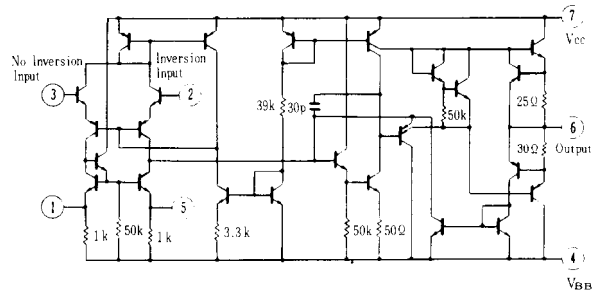 7
Vcc
No Inversion
Input
Inversion
Input
3
2
39k
30p
50k
25Ω
6
Output
30Ω
1
5
1k
50k
1k
3.3k
50k
50Ω
4
VBB